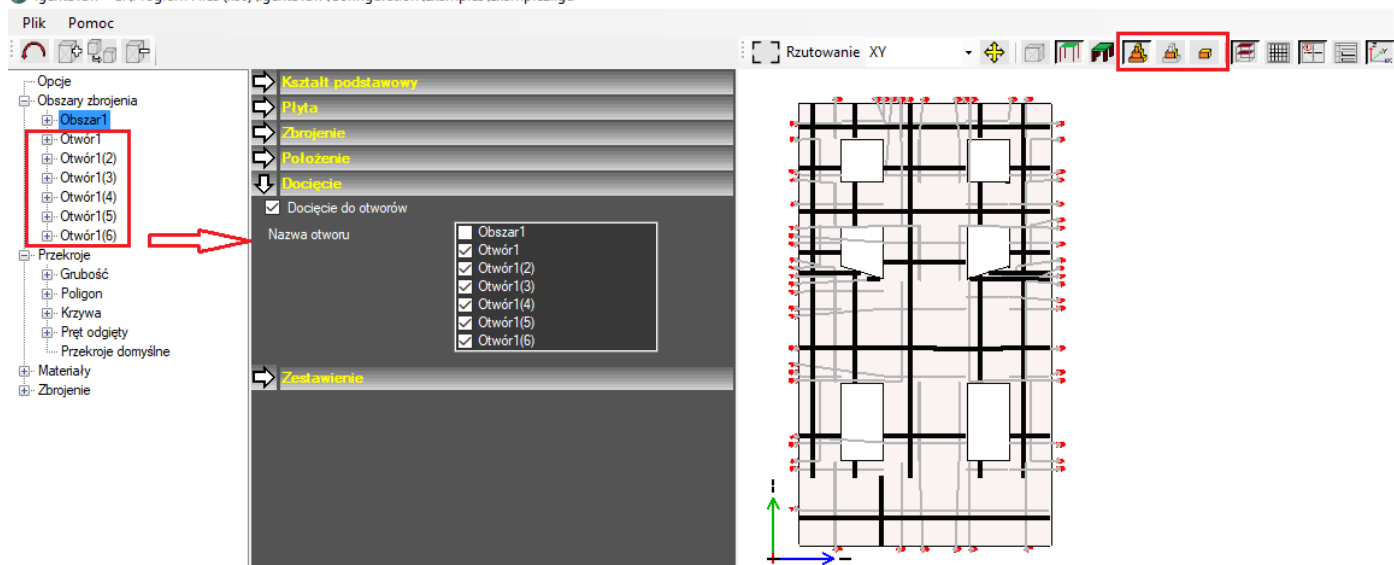 Plik Pomoc
Rzutowanie XY
Opcje
Obszary zbrojenia
Obszar1
Otwór1
Otwór1(2)
Otwór1(3)
Otwór1(4)
Otwór1(5)
Otwór1(6)
Przekroje
Grubość
Poligon
Krzywa
Pręt odgięty
Przekroje domyślne
Materiały
Zbrojenie
Kształt podstawowy
Płyta
Zbrojenie
Położenie
Docięcie
Docięcie do otworów
Nazwa otworu
Obszar1
Otwór1
Otwór1(2)
Otwór1(3)
Otwór1(4)
Otwór1(5)
Otwór1(6)
Zestawienie